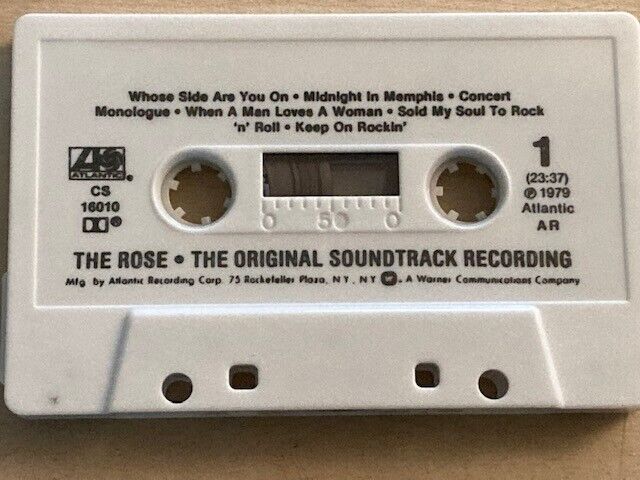 Whose Side Are You On • Midnight In Memphis • Concert
Monologue • When A Man Loves A Woman • Sold My Soul To Rock
'n' Roll • Keep On Rockin'
ATLANTIC®
CS
16010
1
(23:37)
℗ 1979
Atlantic
AR
0 50 0
THE ROSE • THE ORIGINAL SOUNDTRACK RECORDING
Mfg by Atlantic Recording Corp. 75 Rockefeller Plaza, N Y , N Y . A Warner Communications Company